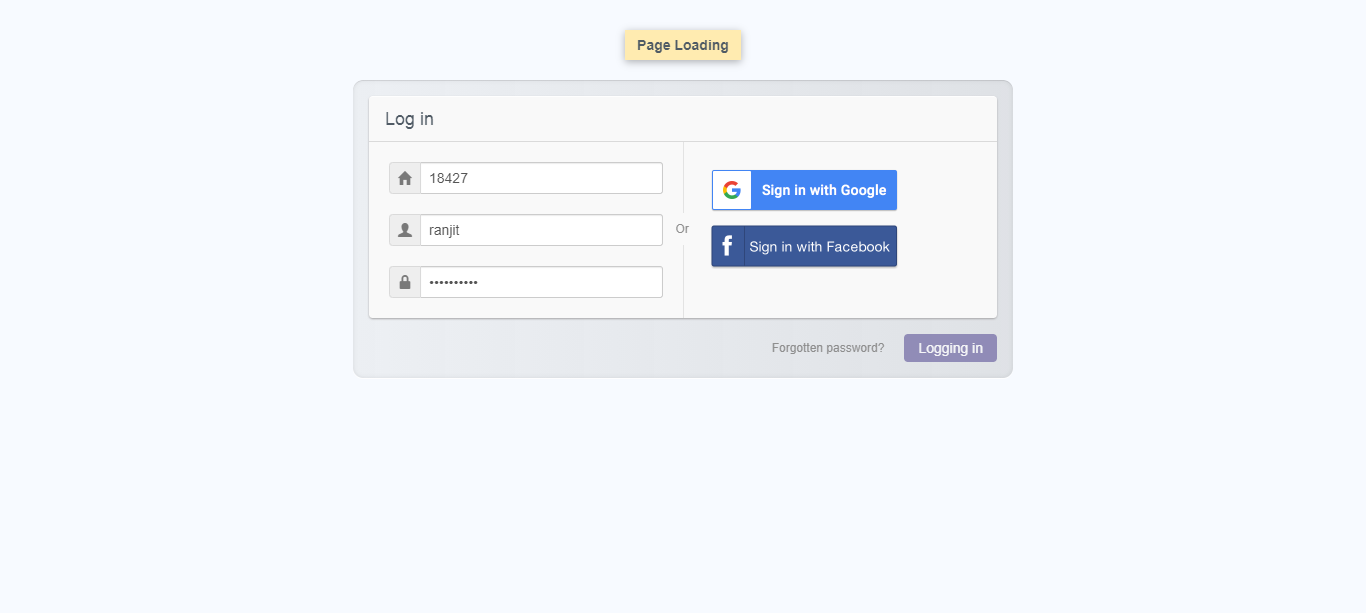 Page Loading
Log in
18427
ranjit
••••••••••
Or
Sign in with Google
Sign in with Facebook
Forgotten password?
Logging in